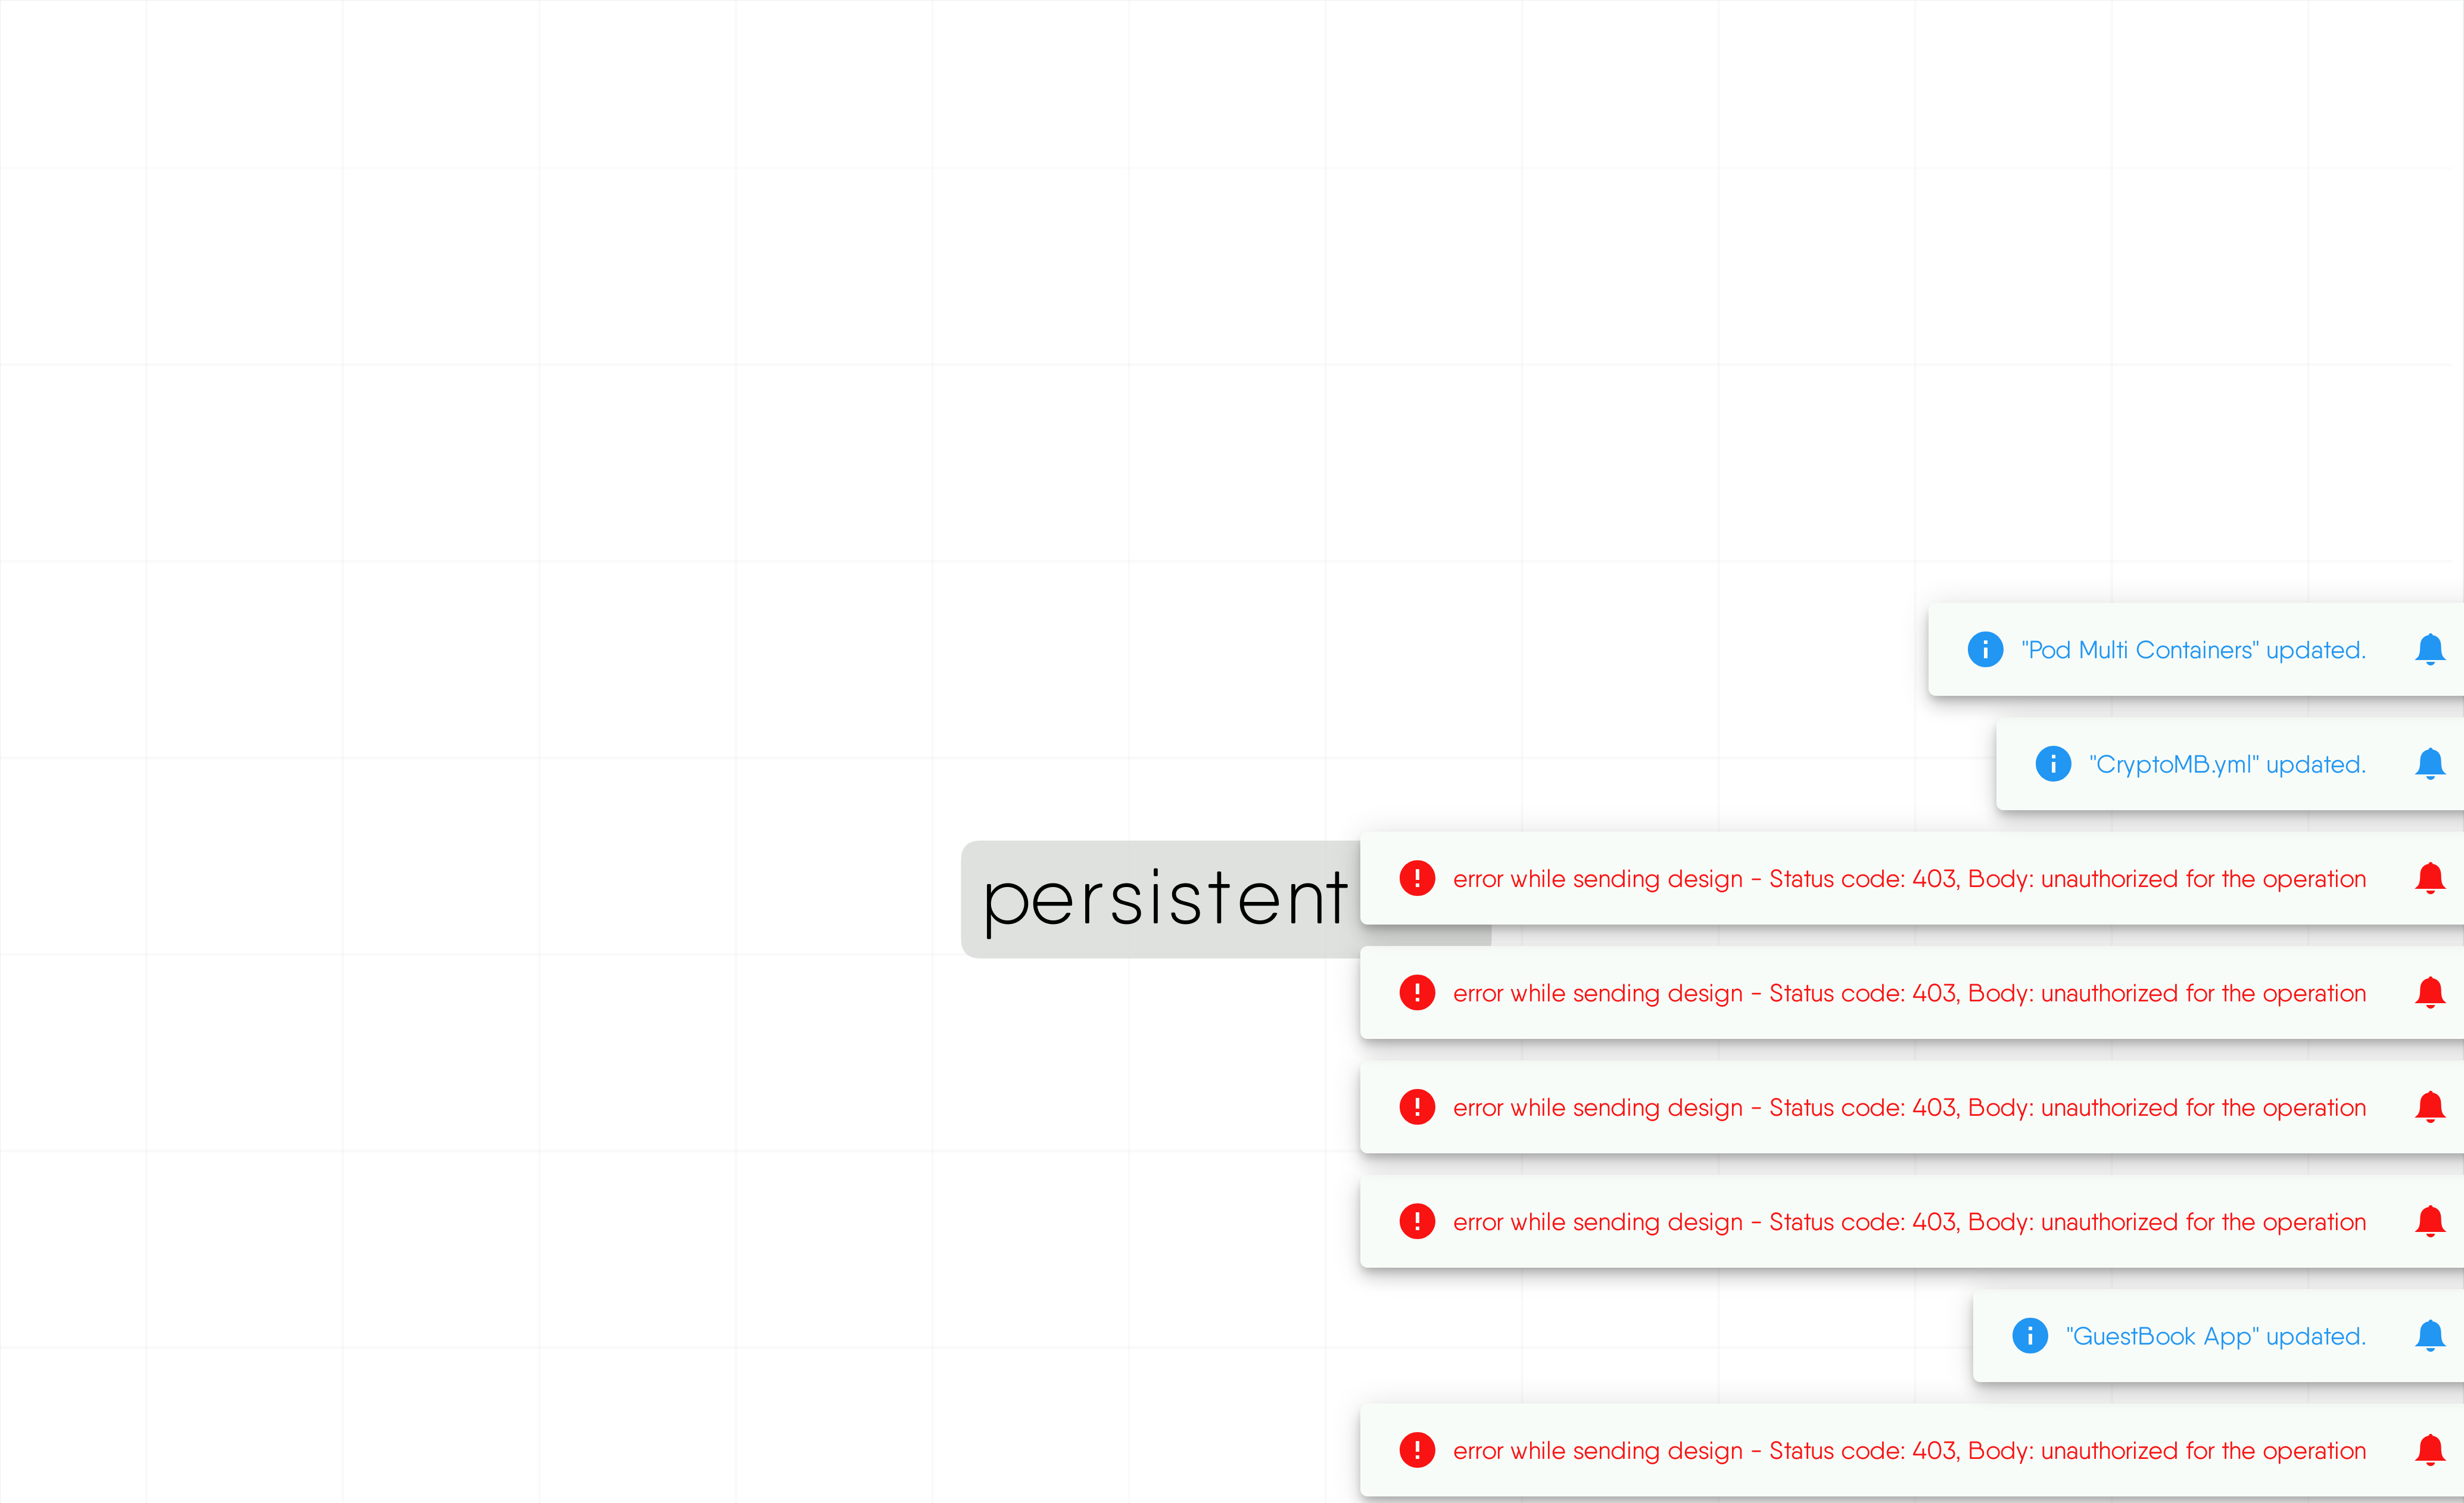 "Pod Multi Containers" updated.
"CryptoMB.yml" updated.
persistent
error while sending design - Status code: 403, Body: unauthorized for the operation
error while sending design - Status code: 403, Body: unauthorized for the operation
error while sending design - Status code: 403, Body: unauthorized for the operation
error while sending design - Status code: 403, Body: unauthorized for the operation
"GuestBook App" updated.
error while sending design - Status code: 403, Body: unauthorized for the operation